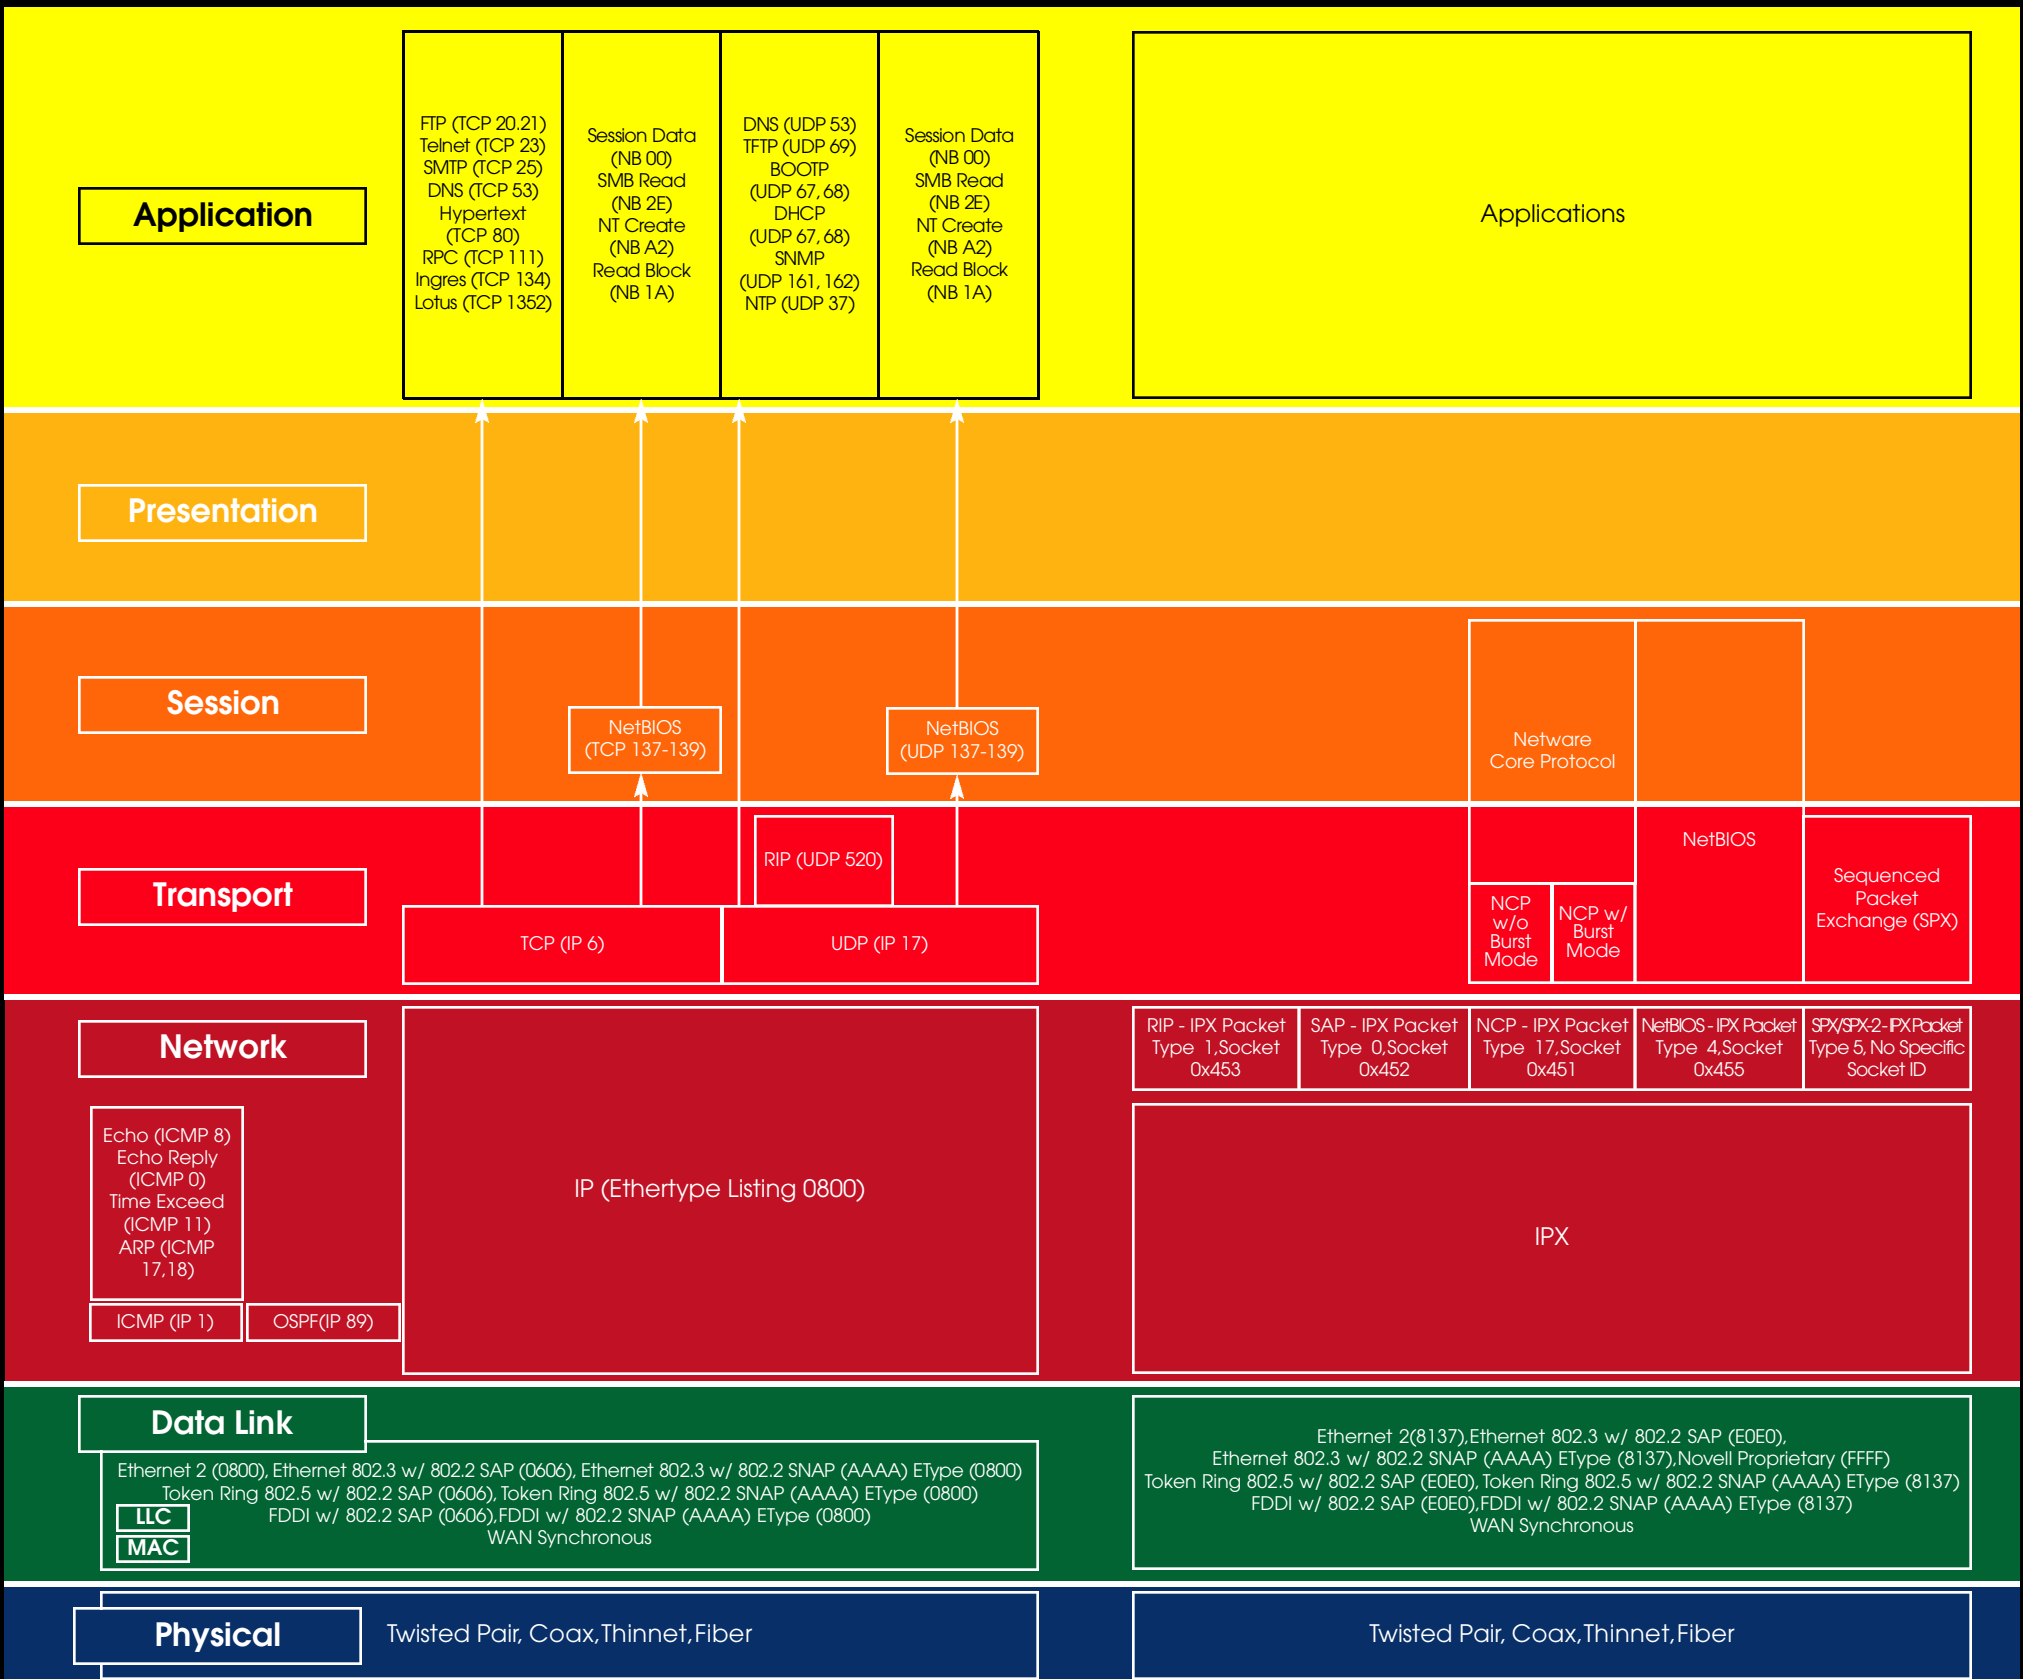 Application
FTP (TCP 20.21)
Telnet (TCP 23)
SMTP (TCP 25)
DNS (TCP 53)
Hypertext
(TCP 80)
RPC (TCP 111)
Ingres (TCP 134)
Lotus (TCP 1352)
Session Data
(NB 00)
SMB Read
(NB 2E)
NT Create
(NB A2)
Read Block
(NB 1A)
DNS (UDP 53)
TFTP (UDP 69)
BOOTP
(UDP 67, 68)
DHCP
(UDP 67, 68)
SNMP
(UDP 161, 162)
NTP (UDP 37)
Session Data
(NB 00)
SMB Read
(NB 2E)
NT Create
(NB A2)
Read Block
(NB 1A)
Applications
Presentation
Session
NetBIOS
(TCP 137-139)
NetBIOS
(UDP 137-139)
Netware
Core Protocol
Transport
RIP (UDP 520)
TCP (IP 6)
UDP (IP 17)
NCP
w/o
Burst
Mode
NCP w/
Burst
Mode
NetBIOS
Sequenced
Packet
Exchange (SPX)
Network
Echo (ICMP 8)
Echo Reply
(ICMP 0)
Time Exceed
(ICMP 11)
ARP (ICMP
17,18)
ICMP (IP 1)
OSPF(IP 89)
IP (Ethertype Listing 0800)
RIP - IPX Packet
Type 1,Socket
0x453
SAP - IPX Packet
Type 0,Socket
0x452
NCP - IPX Packet
Type 17,Socket
0x451
NetBIOS - IPX Packet
Type 4,Socket
0x455
SPX/SPX-2 - IPX Packet
Type 5, No Specific
Socket ID
IPX
Data Link
Ethernet 2 (0800), Ethernet 802.3 w/ 802.2 SAP (0606), Ethernet 802.3 w/ 802.2 SNAP (AAAA) EType (0800)
Token Ring 802.5 w/ 802.2 SAP (0606), Token Ring 802.5 w/ 802.2 SNAP (AAAA) EType (0800)
FDDI w/ 802.2 SAP (0606),FDDI w/ 802.2 SNAP (AAAA) EType (0800)
WAN Synchronous
LLC
MAC
Ethernet 2(8137),Ethernet 802.3 w/ 802.2 SAP (E0E0),
Ethernet 802.3 w/ 802.2 SNAP (AAAA) EType (8137),Novell Proprietary (FFFF)
Token Ring 802.5 w/ 802.2 SAP (E0E0), Token Ring 802.5 w/ 802.2 SNAP (AAAA) EType (8137)
FDDI w/ 802.2 SAP (E0E0),FDDI w/ 802.2 SNAP (AAAA) EType (8137)
WAN Synchronous
Physical
Twisted Pair, Coax,Thinnet,Fiber
Twisted Pair, Coax,Thinnet,Fiber